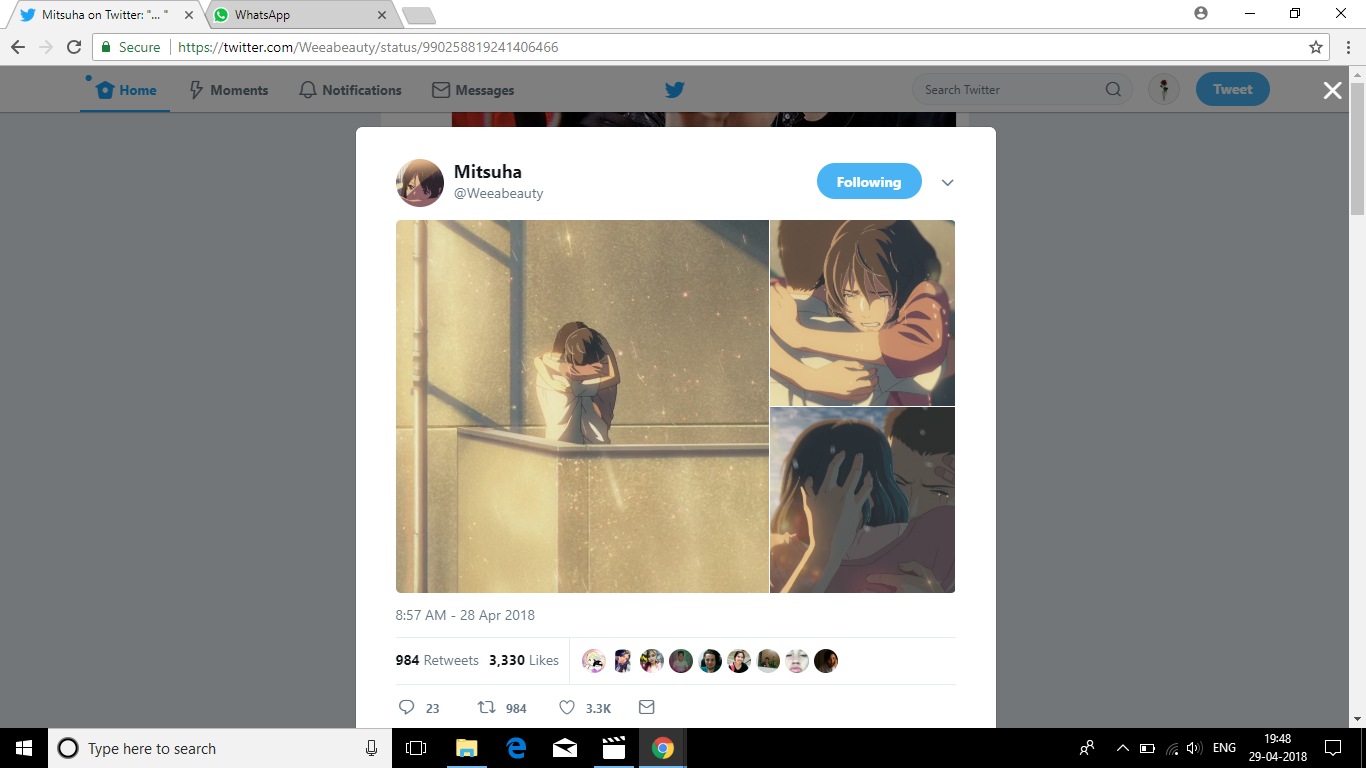 Mitsuha on Twitter: "... "
WhatsApp
Secure
https://twitter.com/Weeabeauty/status/990258819241406466
Home
Moments
Notifications
Messages
Search Twitter
Tweet
Mitsuha
@Weeabeauty
Following
8:57 AM - 28 Apr 2018
984 Retweets 3,330 Likes
23 984 3.3K
Type here to search
ENG
19:48
29-04-2018